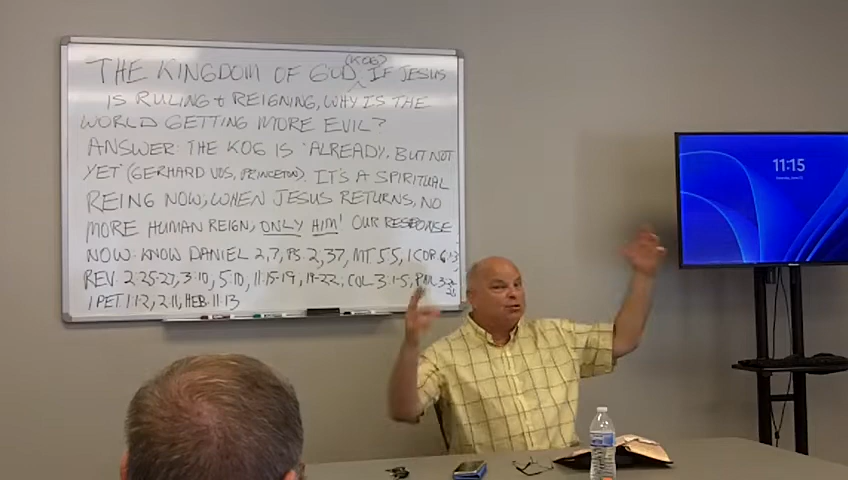 THE KINGDOM OF GOD (KOG) IF JESUS
IS RULING + REIGNING, WHY IS THE
WORLD GETTING MORE EVIL?
ANSWER: THE KOG IS "ALREADY, BUT NOT
YET" (GERHARD VOS, PRINCETON). IT'S A SPIRITUAL
REING NOW, WHEN JESUS RETURNS, NO
MORE HUMAN REIGN, ONLY HIM! OUR RESPONSE
NOW: KNOW DANIEL 2,7, PS. 2,37, MT 5:5, 1 COR. 6:
REV. 2:25-27, 3:10, 5:10, 11:15-19, 19-22; COL 3:1-5,
1 PET 1:1-2, 2:11, HEB. 11:13
11:15